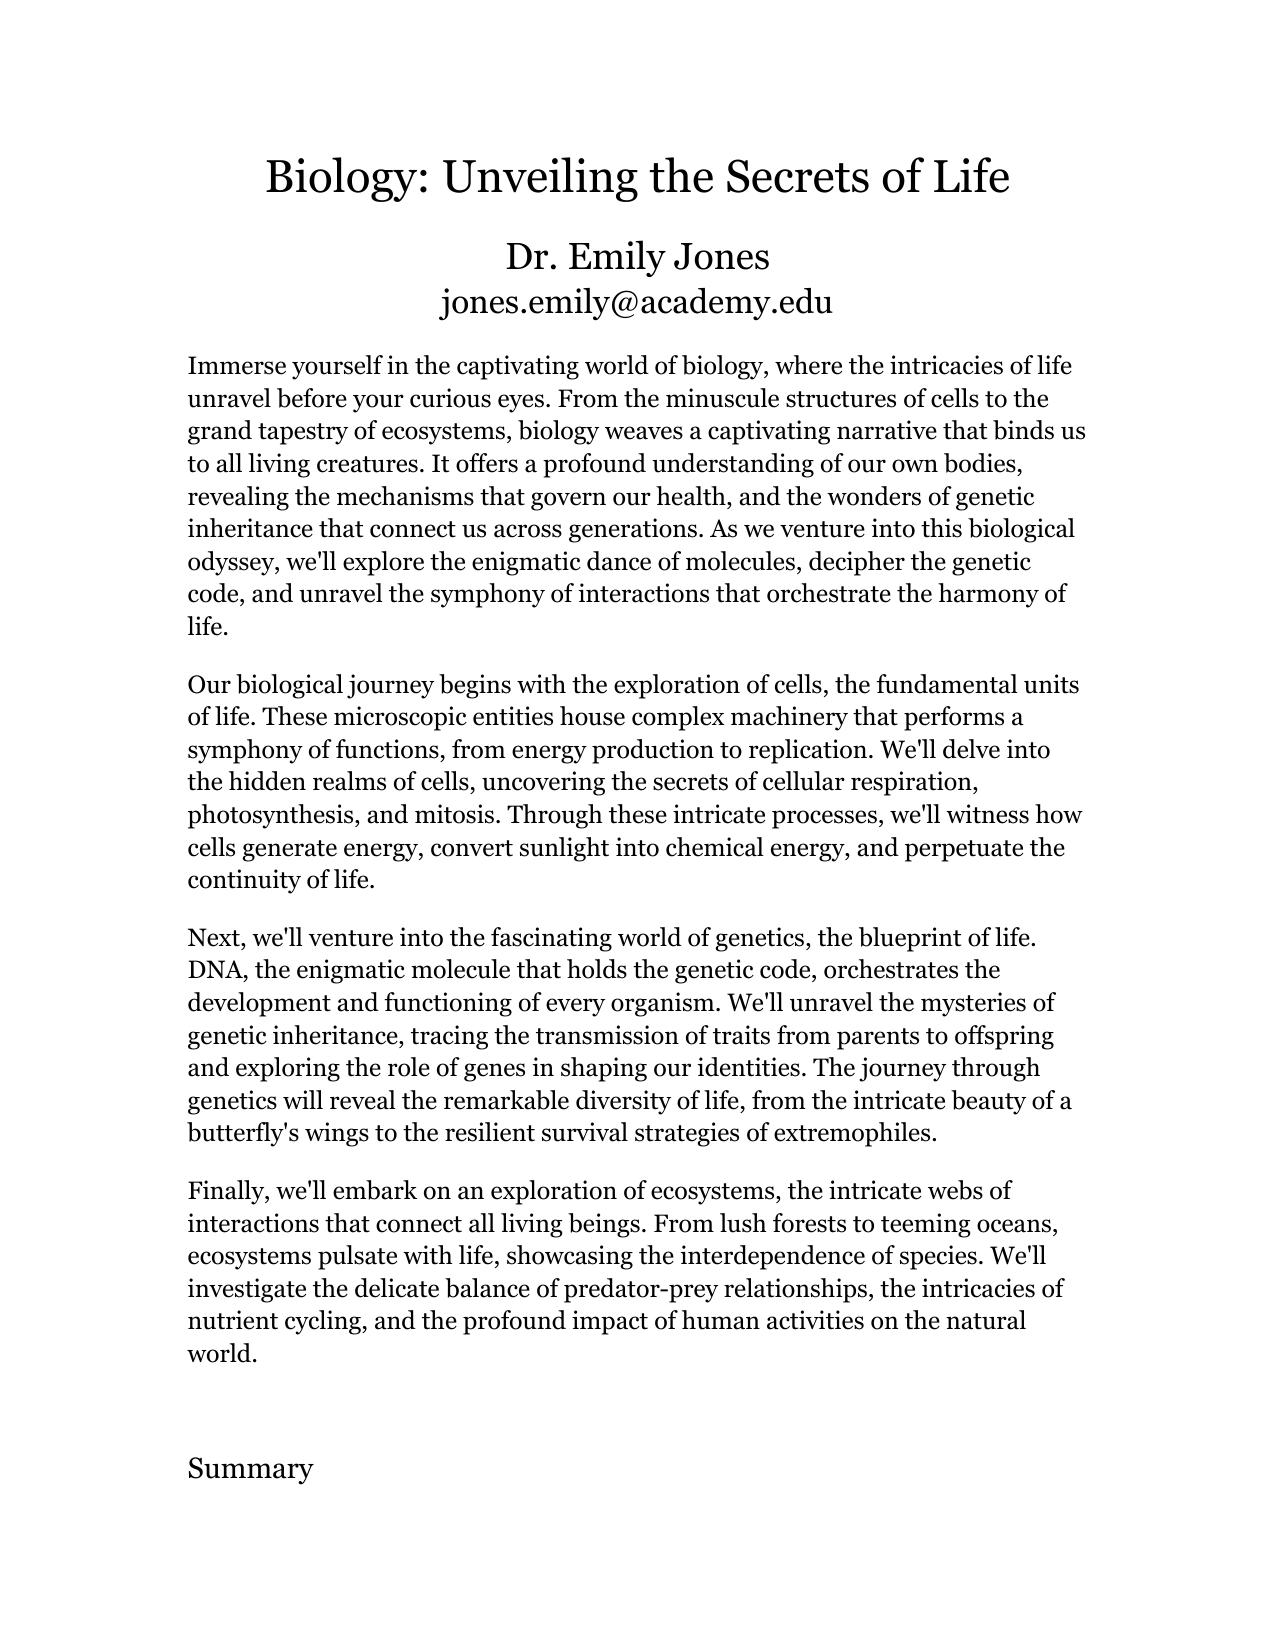 Biology: Unveiling the Secrets of Life
Dr. Emily Jones
jones.emily@academy.edu
Immerse yourself in the captivating world of biology, where the intricacies of life
unravel before your curious eyes. From the minuscule structures of cells to the
grand tapestry of ecosystems, biology weaves a captivating narrative that binds us
to all living creatures. It offers a profound understanding of our own bodies,
revealing the mechanisms that govern our health, and the wonders of genetic
inheritance that connect us across generations. As we venture into this biological
odyssey, we'll explore the enigmatic dance of molecules, decipher the genetic
code, and unravel the symphony of interactions that orchestrate the harmony of
life.
Our biological journey begins with the exploration of cells, the fundamental units
of life. These microscopic entities house complex machinery that performs a
symphony of functions, from energy production to replication. We'll delve into
the hidden realms of cells, uncovering the secrets of cellular respiration,
photosynthesis, and mitosis. Through these intricate processes, we'll witness how
cells generate energy, convert sunlight into chemical energy, and perpetuate the
continuity of life.
Next, we'll venture into the fascinating world of genetics, the blueprint of life.
DNA, the enigmatic molecule that holds the genetic code, orchestrates the
development and functioning of every organism. We'll unravel the mysteries of
genetic inheritance, tracing the transmission of traits from parents to offspring
and exploring the role of genes in shaping our identities. The journey through
genetics will reveal the remarkable diversity of life, from the intricate beauty of a
butterfly's wings to the resilient survival strategies of extremophiles.
Finally, we'll embark on an exploration of ecosystems, the intricate webs of
interactions that connect all living beings. From lush forests to teeming oceans,
ecosystems pulsate with life, showcasing the interdependence of species. We'll
investigate the delicate balance of predator-prey relationships, the intricacies of
nutrient cycling, and the profound impact of human activities on the natural
world.
Summary